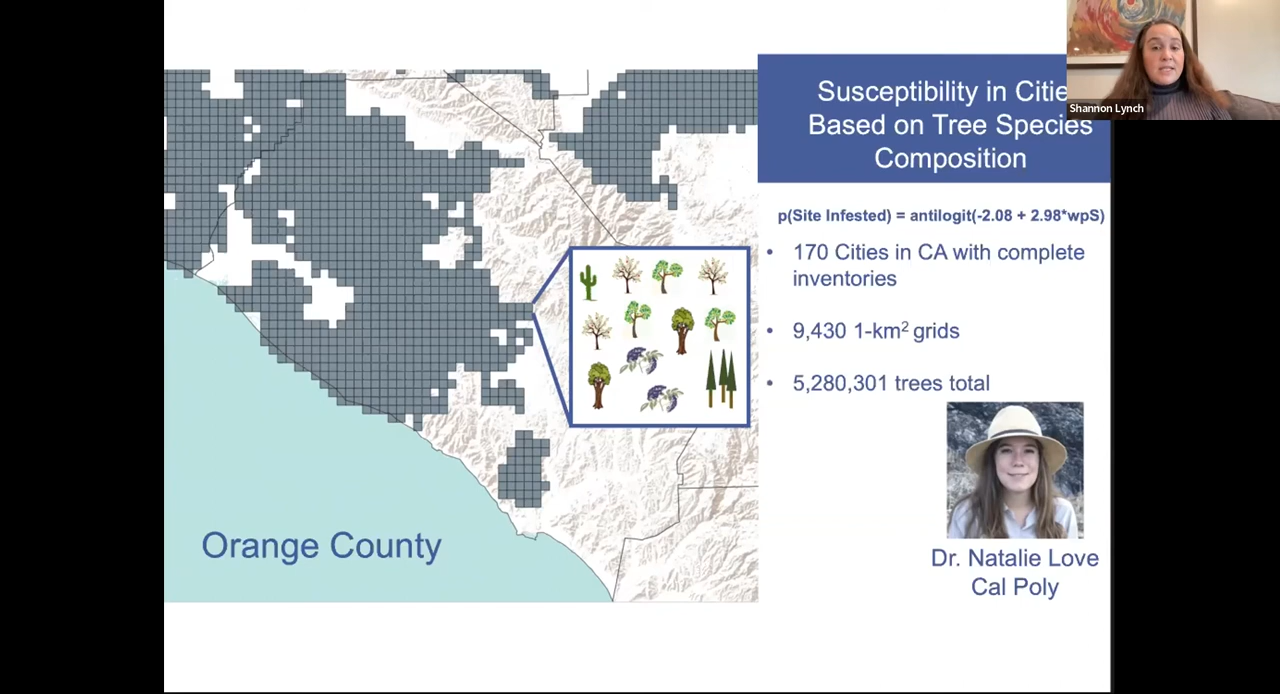 Shannon Lynch
Susceptibility in Citie
Based on Tree Species
Composition
p(Site Infested) = antilogit(-2.08 + 2.98*wpS)
• 170 Cities in CA with complete
inventories
• 9,430 1-km² grids
• 5,280,301 trees total
Orange County
Dr. Natalie Love
Cal Poly